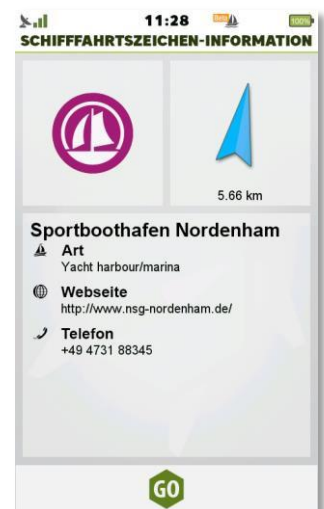 11:28
Beta
100%
SCHIFFFAHRTSZEICHEN-INFORMATION
5.66 km
Sportboothafen Nordenham
Art
Yacht harbour/marina
Webseite
http://www.nsg-nordenham.de/
Telefon
+49 4731 88345
GO